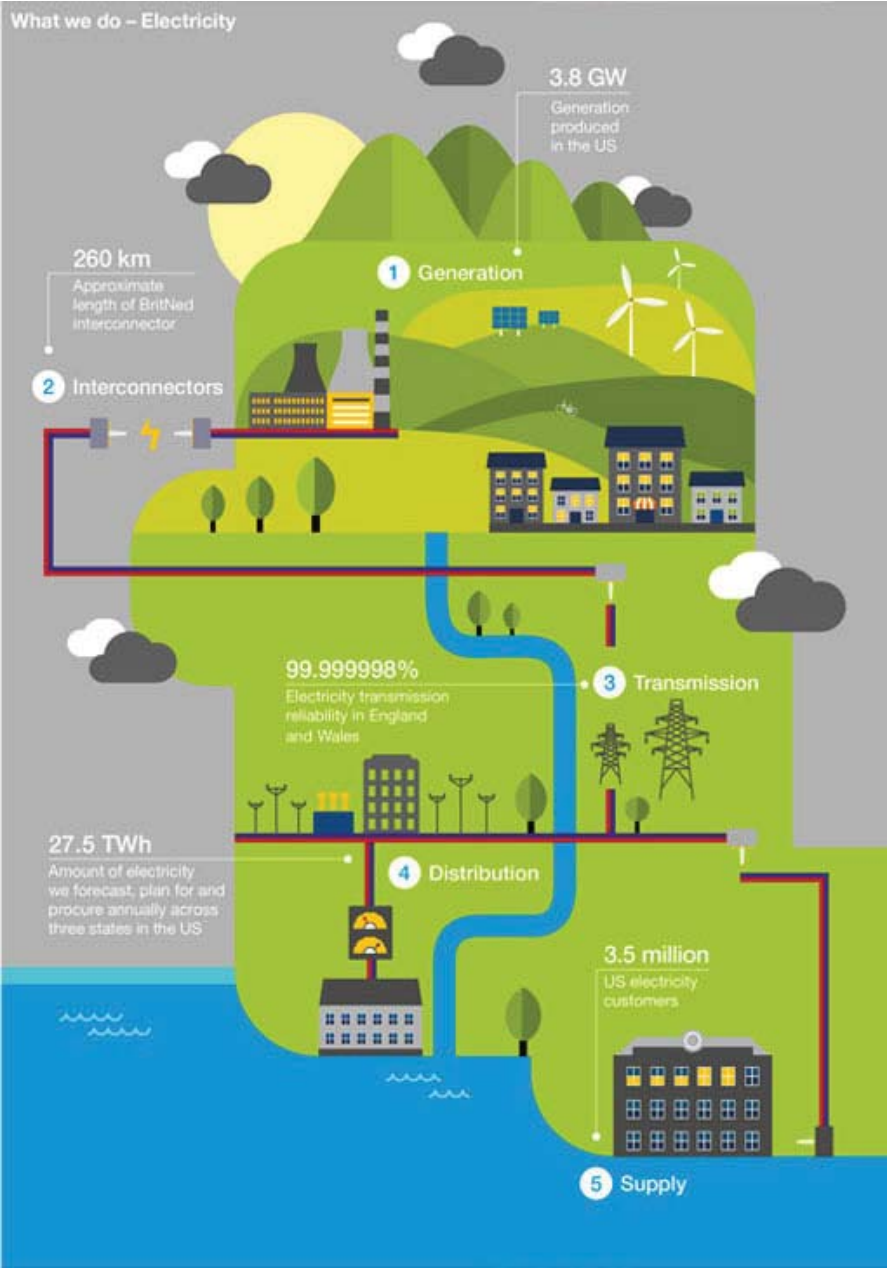 What we do – Electricity
3.8 GW
Generation
produced
in the US
260 km
Approximate
length of BritNed
interconnector
1 Generation
2 Interconnectors
99.999998%
Electricity transmission
reliability in England
and Wales
3 Transmission
27.5 TWh
Amount of electricity
we forecast, plan for and
procure annually across
three states in the US
4 Distribution
3.5 million
US electricity
customers
5 Supply